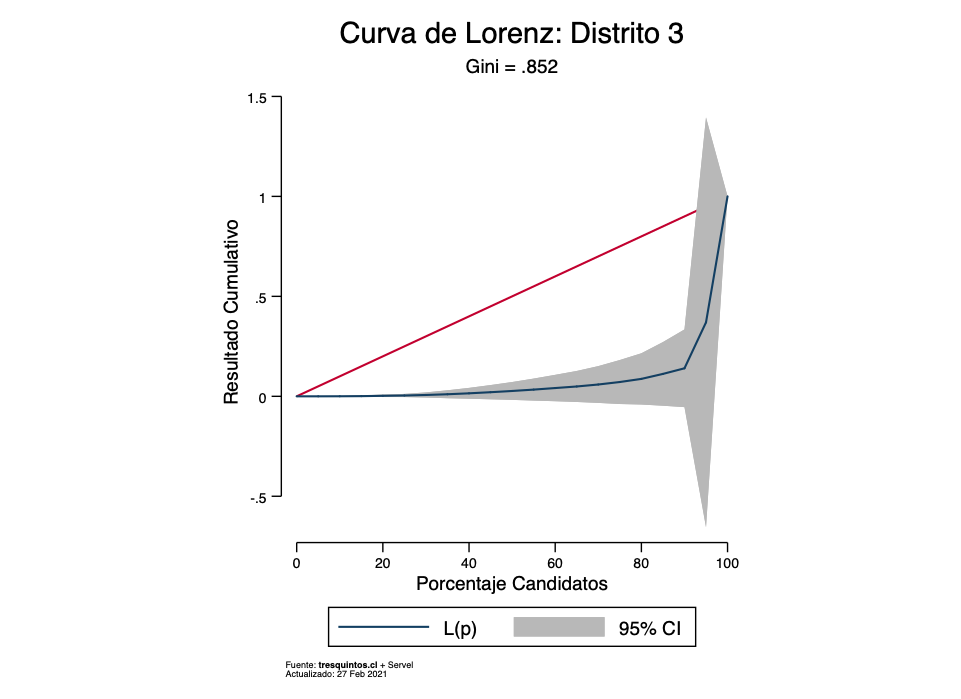 Curva de Lorenz: Distrito 3
Gini = .852
1.5
1
.5
0
-.5
Resultado Cumulativo
0 20 40 60 80 100
Porcentaje Candidatos
L(p) 95% CI
Fuente: tresquintos.cl + Servel
Actualizado: 27 Feb 2021